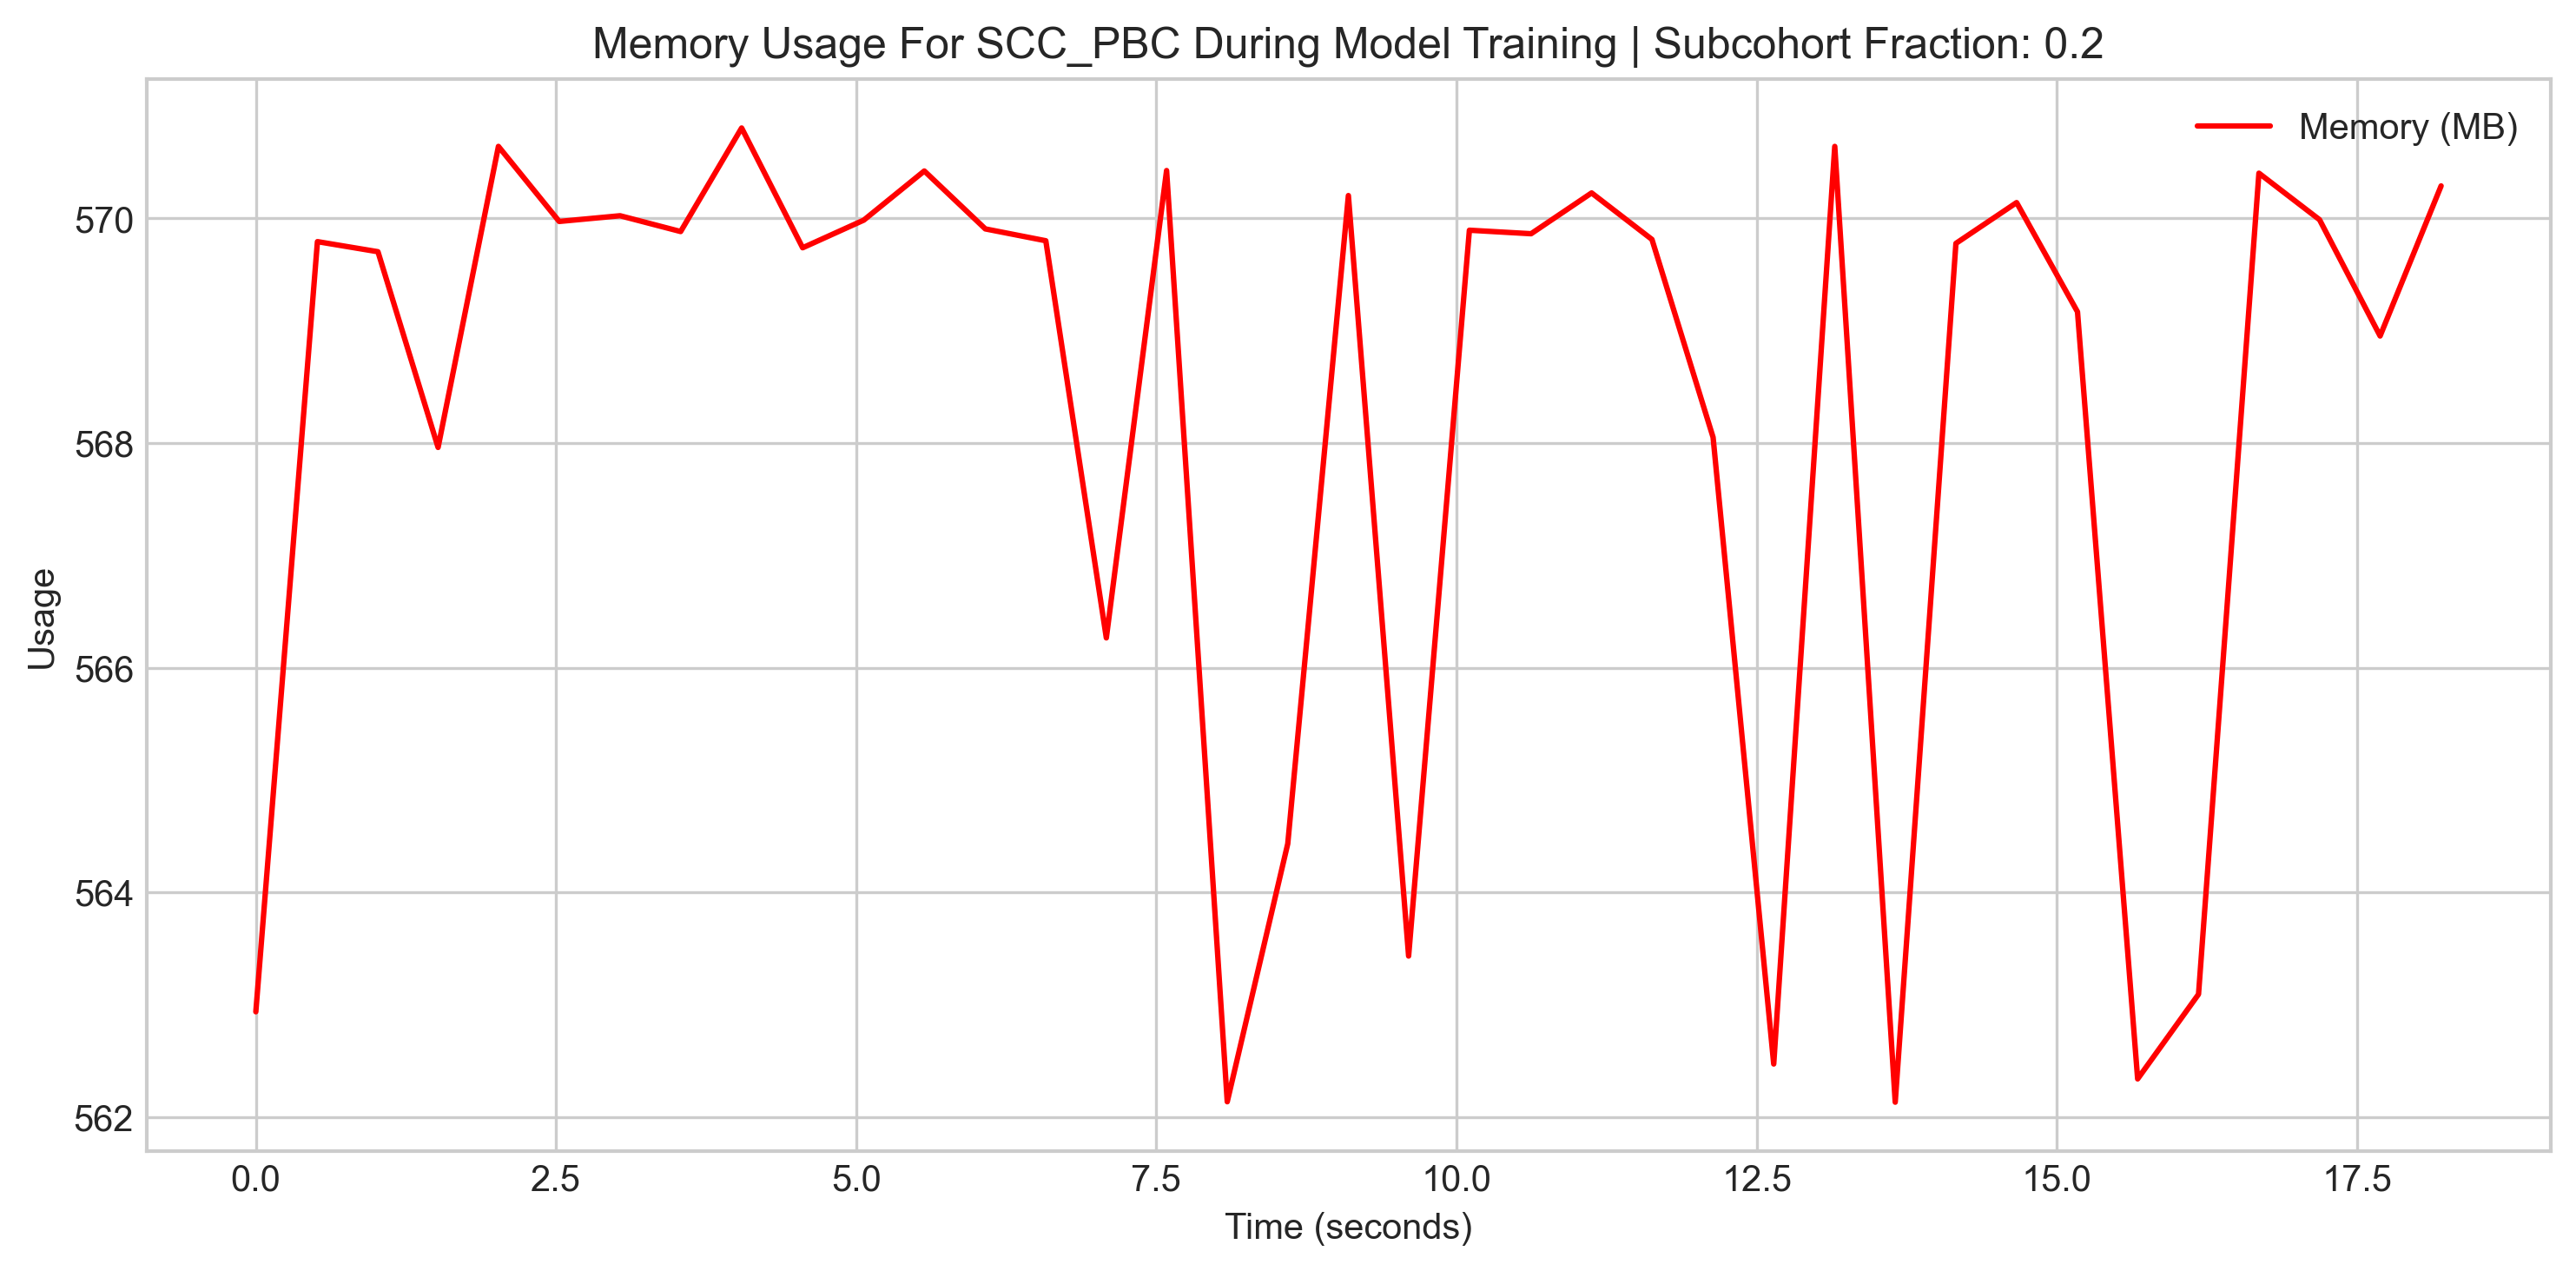 Memory Usage For SCC_PBC During Model Training | Subcohort Fraction: 0.2
Memory (MB)
Usage
570
568
566
564
562
0.0 2.5 5.0 7.5 10.0 12.5 15.0 17.5
Time (seconds)